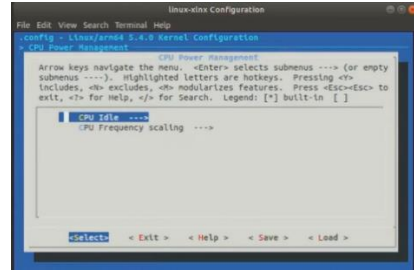 linux-xlnx Configuration
File Edit View Search Terminal Help
.config - Linux/arm64 5.4.0 Kernel Configuration
> CPU Power Management
CPU Power Management
Arrow keys navigate the menu. <Enter> selects submenus ---> (or empty
submenus ----). Highlighted letters are hotkeys. Pressing <Y>
includes, <N> excludes, <M> modularizes features. Press <Esc><Esc> to
exit, <?> for Help, </> for Search. Legend: [*] built-in [ ]
CPU Idle --->
CPU Frequency scaling --->
<Select> < Exit > < Help > < Save > < Load >